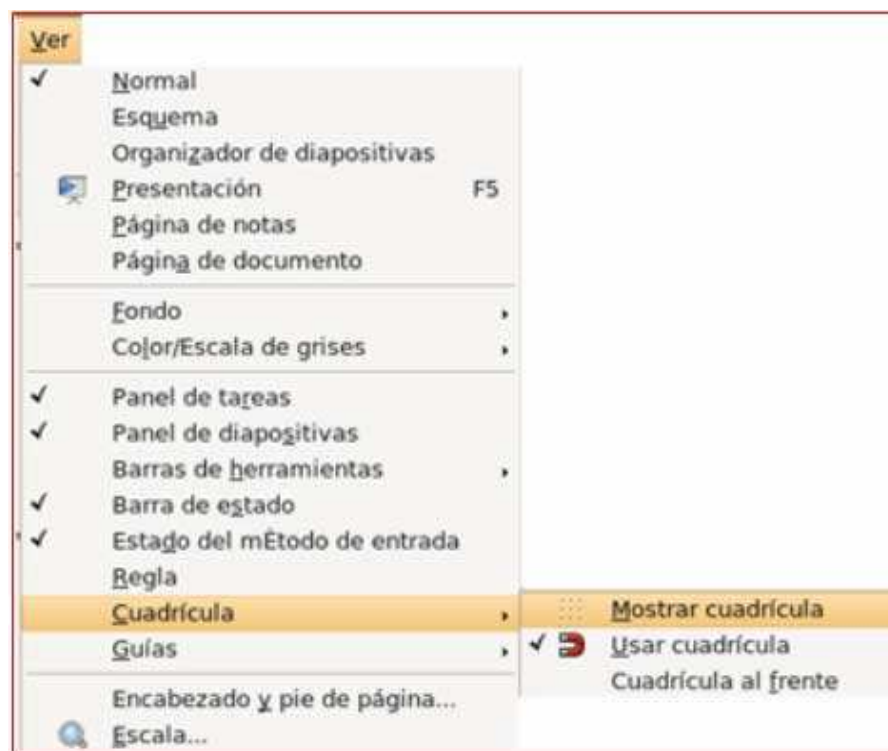 Ver
Normal
Esquema
Organizador de diapositivas
Presentación F5
Página de notas
Página de documento
Fondo
Color/Escala de grises
Panel de tareas
Panel de diapositivas
Barras de herramientas
Barra de estado
Estado del mÉtodo de entrada
Regla
Cuadrícula
Mostrar cuadrícula
Usar cuadrícula
Cuadrícula al frente
Guías
Encabezado y pie de página...
Escala...